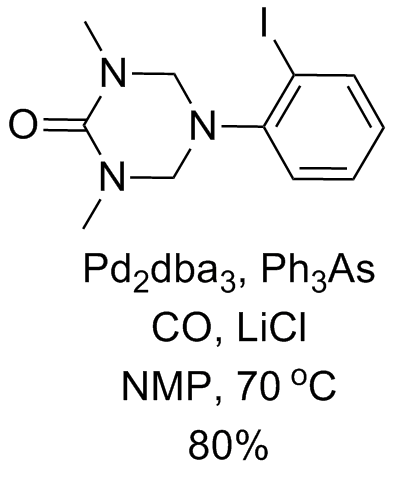 I
N
N
O
N
Pd₂dba₃, Ph₃As
CO, LiCl
NMP, 70 °C
80%